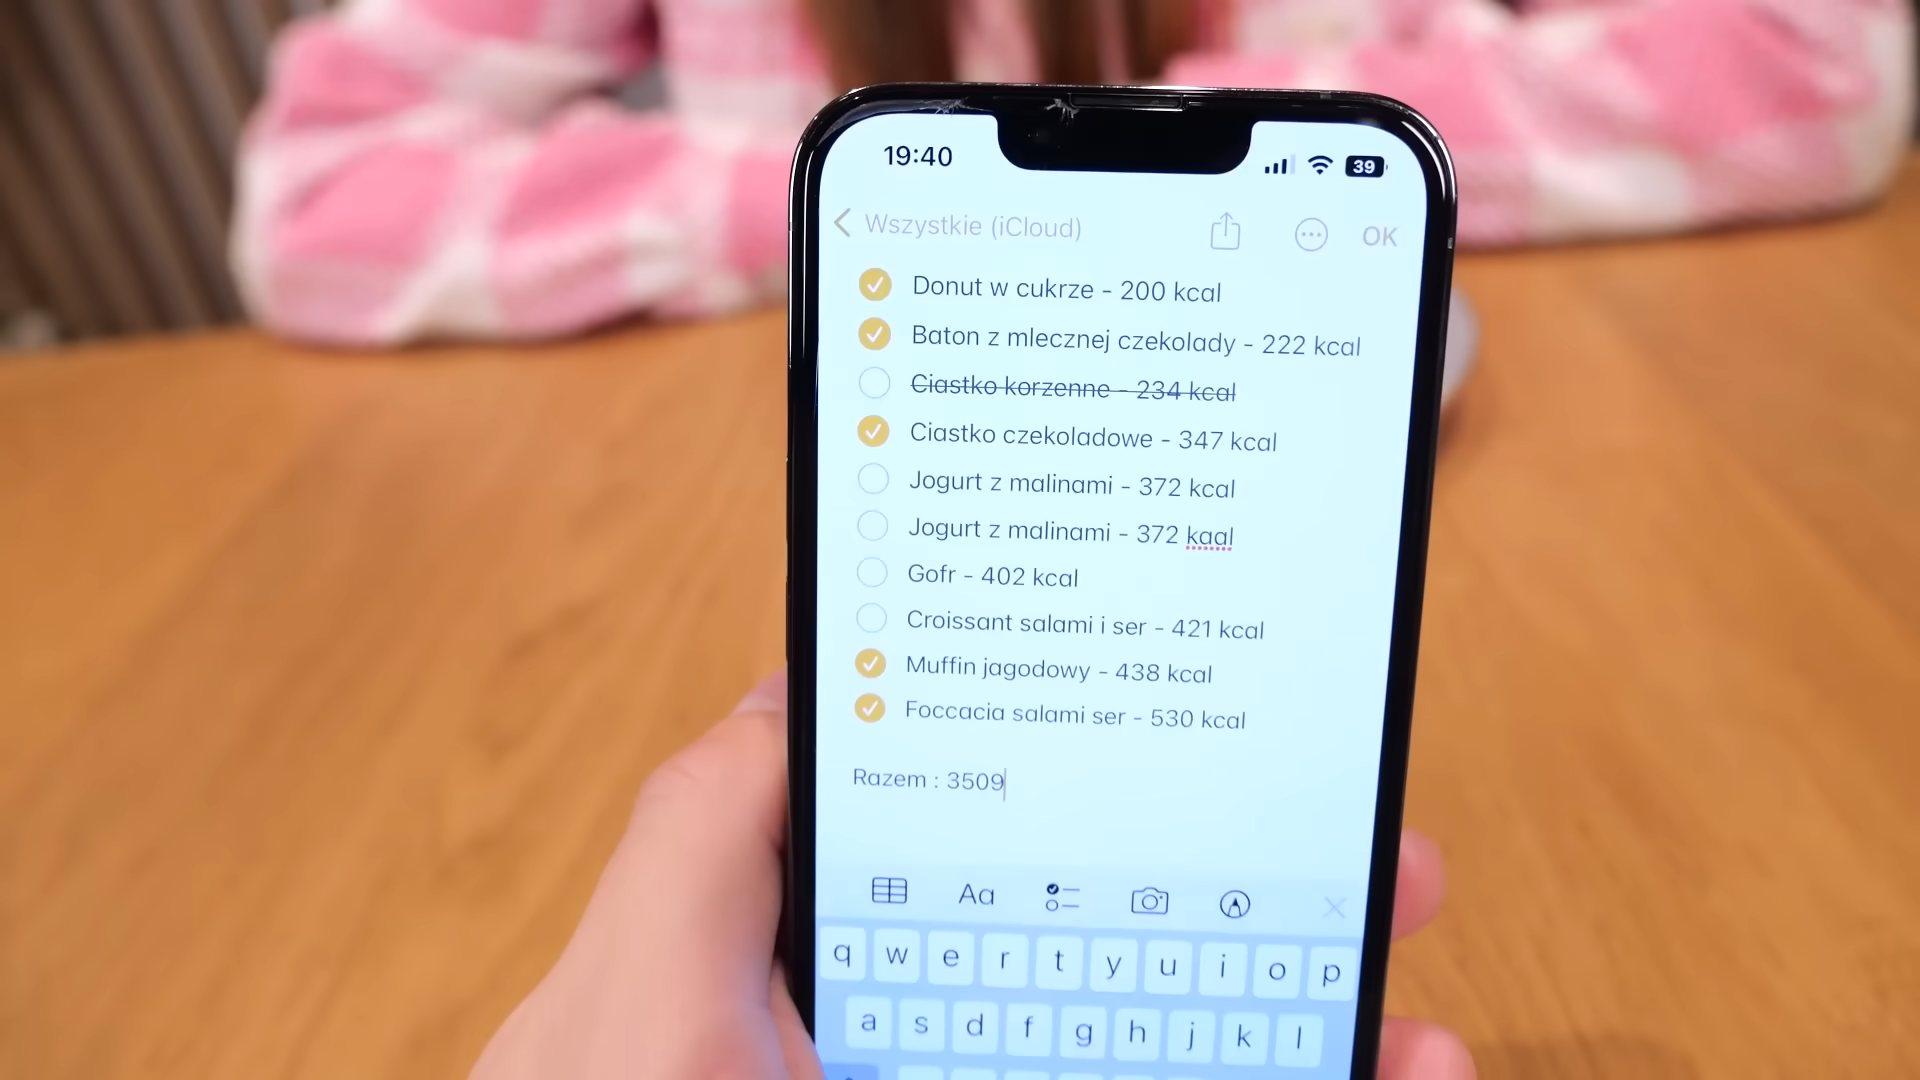 19:40
39
Wszystkie (iCloud)
OK
Donut w cukrze - 200 kcal
Baton z mlecznej czekolady - 222 kcal
Ciastko korzenne - 234 kcal
Ciastko czekoladowe - 347 kcal
Jogurt z malinami - 372 kcal
Jogurt z malinami - 372 kaal
Gofr - 402 kcal
Croissant salami i ser - 421 kcal
Muffin jagodowy - 438 kcal
Foccacia salami ser - 530 kcal
Razem : 3509
Aa
q w e r t y u i o p
a s d f g h j k l